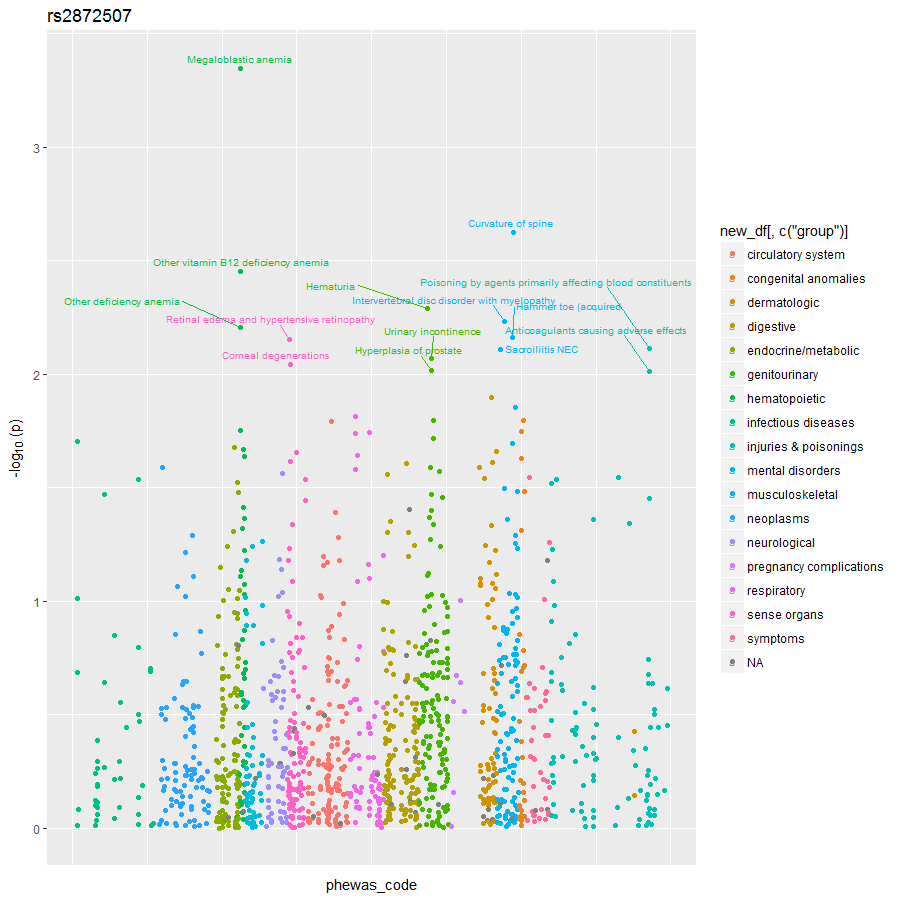 rs2872507
Megaloblastic anemia
3
Curvature of spine
Other vitamin B12 deficiency anemia
Poisoning by agents primarily affecting blood constituents
Hematuria
Other deficiency anemia
Intervertebral disc disorder with myelopathy
Hammer toe (acquired
Retinal edema and hypertensive retinopathy
Urinary incontinence
Anticoagulants causing adverse effects
Corneal degenerations
Hyperplasia of prostate
Sacroiliitis NEC
2
-log10 (p)
1
0
phewas_code
new_df[, c("group")]
circulatory system
congenital anomalies
dermatologic
digestive
endocrine/metabolic
genitourinary
hematopoietic
infectious diseases
injuries & poisonings
mental disorders
musculoskeletal
neoplasms
neurological
pregnancy complications
respiratory
sense organs
symptoms
NA